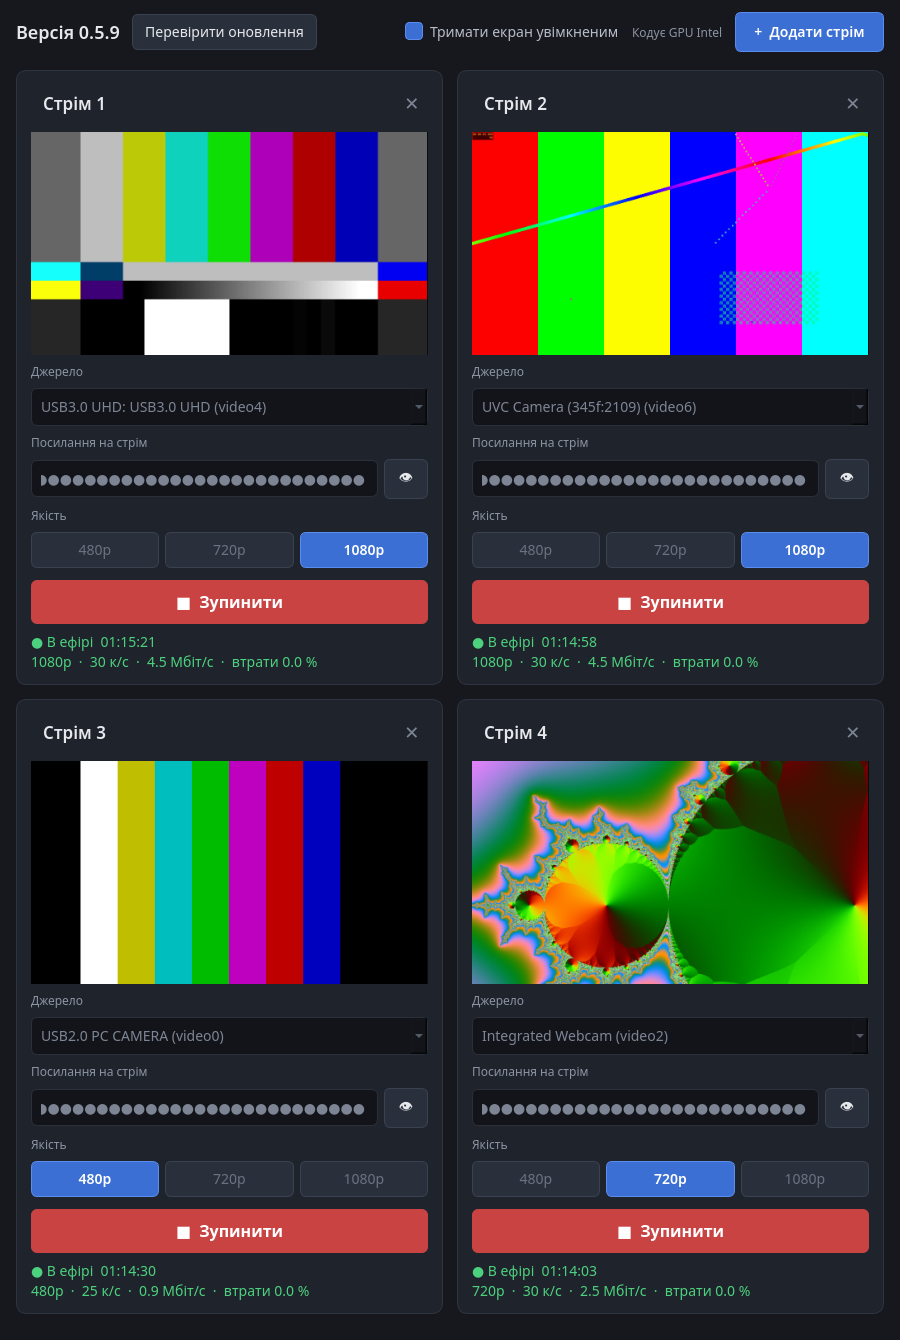 Версія 0.5.9 Перевірити оновлення Тримати екран увімкненим Кодує GPU Intel + Додати стрім
Стрім 1 ✕
Джерело
USB3.0 UHD: USB3.0 UHD (video4)
Посилання на стрім
Якість
480p 720p 1080p
■ Зупинити
● В ефірі 01:15:21
1080p · 30 к/с · 4.5 Мбіт/с · втрати 0.0 %
Стрім 2 ✕
Джерело
UVC Camera (345f:2109) (video6)
Посилання на стрім
Якість
480p 720p 1080p
■ Зупинити
● В ефірі 01:14:58
1080p · 30 к/с · 4.5 Мбіт/с · втрати 0.0 %
Стрім 3 ✕
Джерело
USB2.0 PC CAMERA (video0)
Посилання на стрім
Якість
480p 720p 1080p
■ Зупинити
● В ефірі 01:14:30
480p · 25 к/с · 0.9 Мбіт/с · втрати 0.0 %
Стрім 4 ✕
Джерело
Integrated Webcam (video2)
Посилання на стрім
Якість
480p 720p 1080p
■ Зупинити
● В ефірі 01:14:03
720p · 30 к/с · 2.5 Мбіт/с · втрати 0.0 %